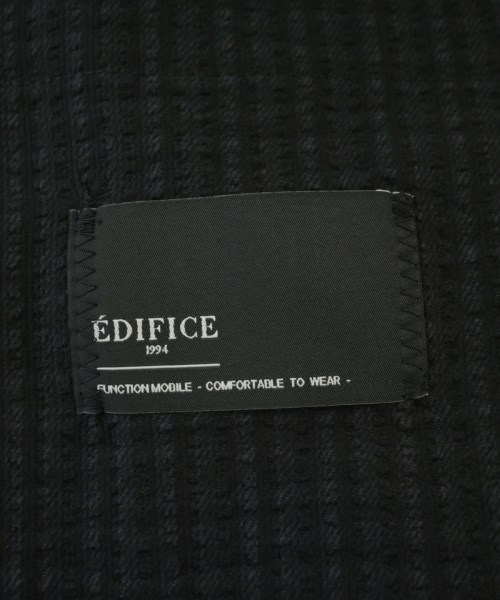 ÉDIFICE
1994
FUNCTION MOBILE - COMFORTABLE TO WEAR -